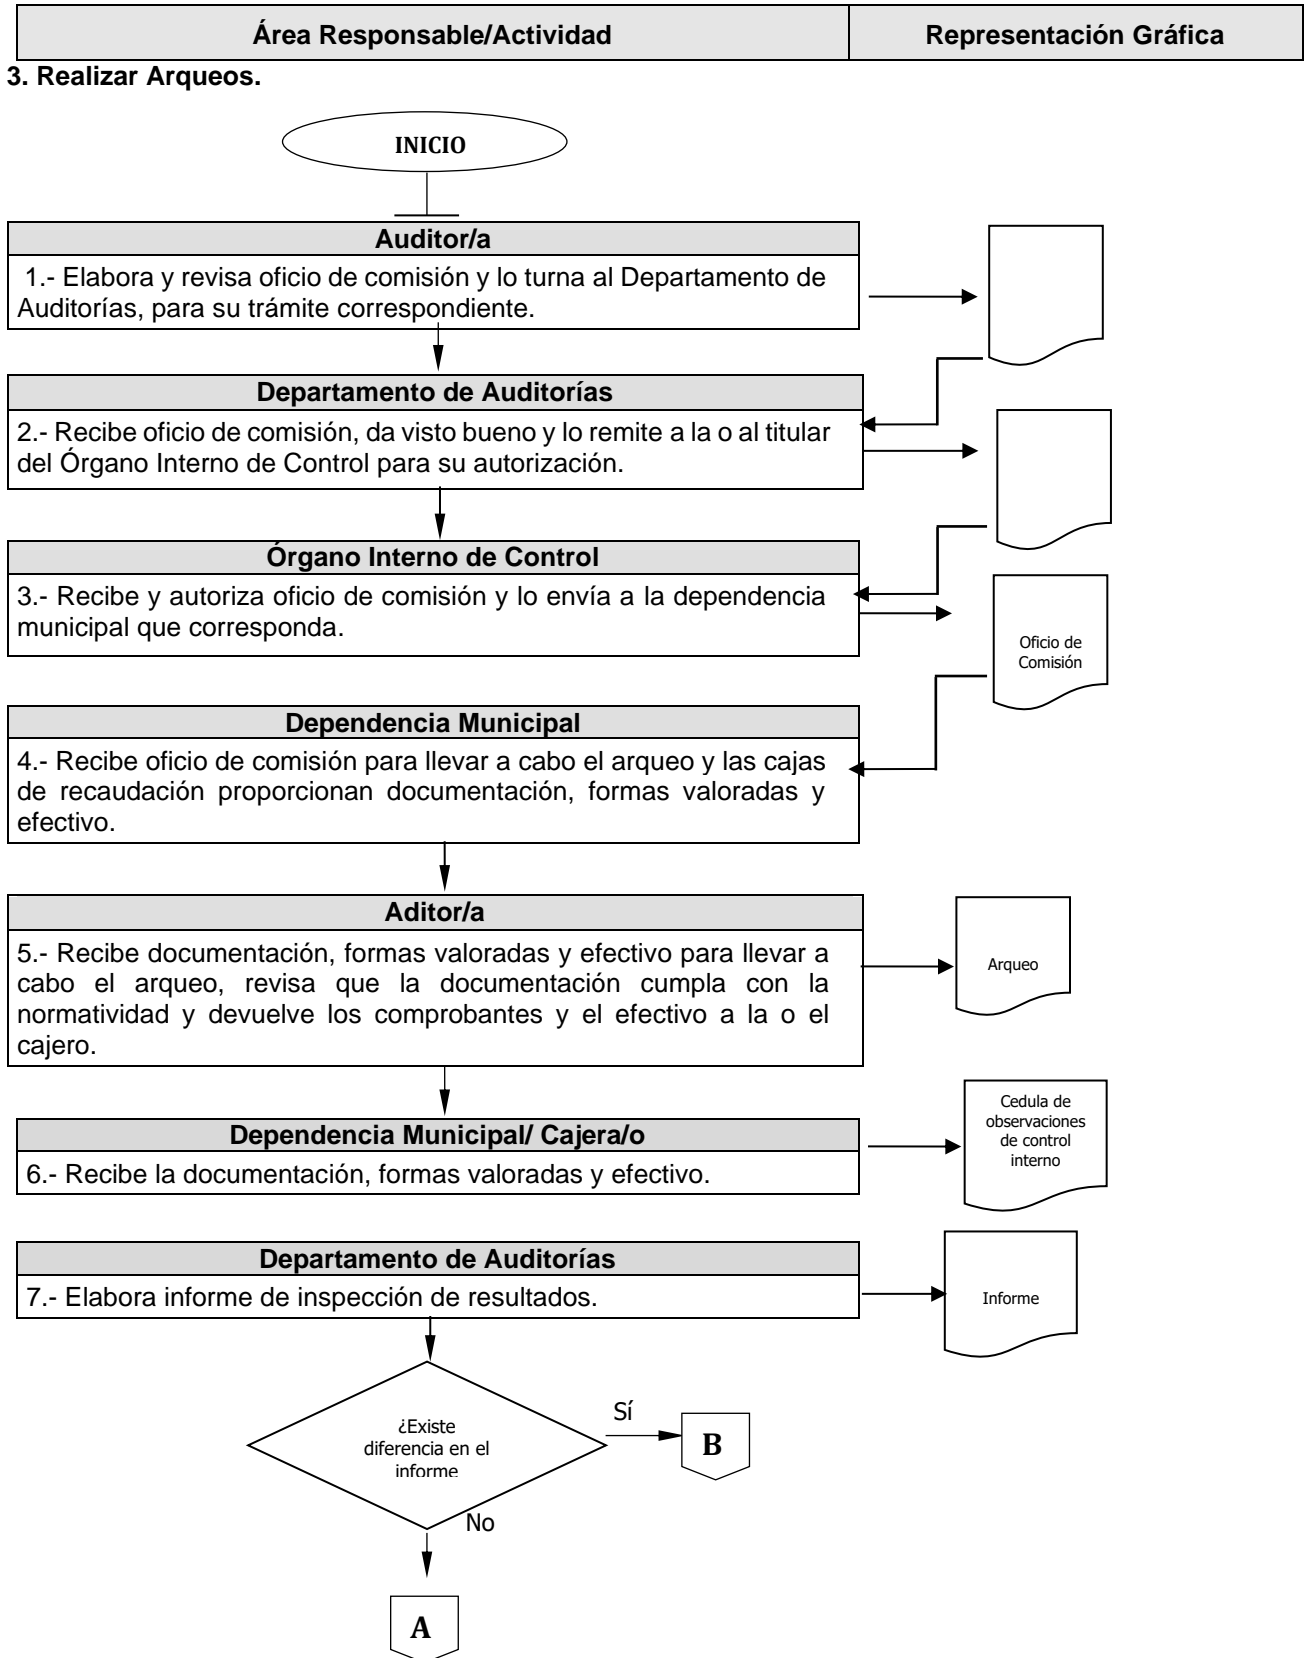 Área Responsable/Actividad
Representación Gráfica
3. Realizar Arqueos.
INICIO
Auditor/a
1.- Elabora y revisa oficio de comisión y lo turna al Departamento de
Auditorías, para su trámite correspondiente.
Departamento de Auditorías
2.- Recibe oficio de comisión, da visto bueno y lo remite a la o al titular
del Órgano Interno de Control para su autorización.
Órgano Interno de Control
3.- Recibe y autoriza oficio de comisión y lo envía a la dependencia
municipal que corresponda.
Oficio de
Comisión
Dependencia Municipal
4.- Recibe oficio de comisión para llevar a cabo el arqueo y las cajas
de recaudación proporcionan documentación, formas valoradas y
efectivo.
Aditor/a
5.- Recibe documentación, formas valoradas y efectivo para llevar a
cabo el arqueo, revisa que la documentación cumpla con la
normatividad y devuelve los comprobantes y el efectivo a la o el
cajero.
Arqueo
Dependencia Municipal/ Cajera/o
6.- Recibe la documentación, formas valoradas y efectivo.
Cedula de
observaciones
de control
interno
Departamento de Auditorías
7.- Elabora informe de inspección de resultados.
Informe
¿Existe
diferencia en el
informe
Sí
B
No
A